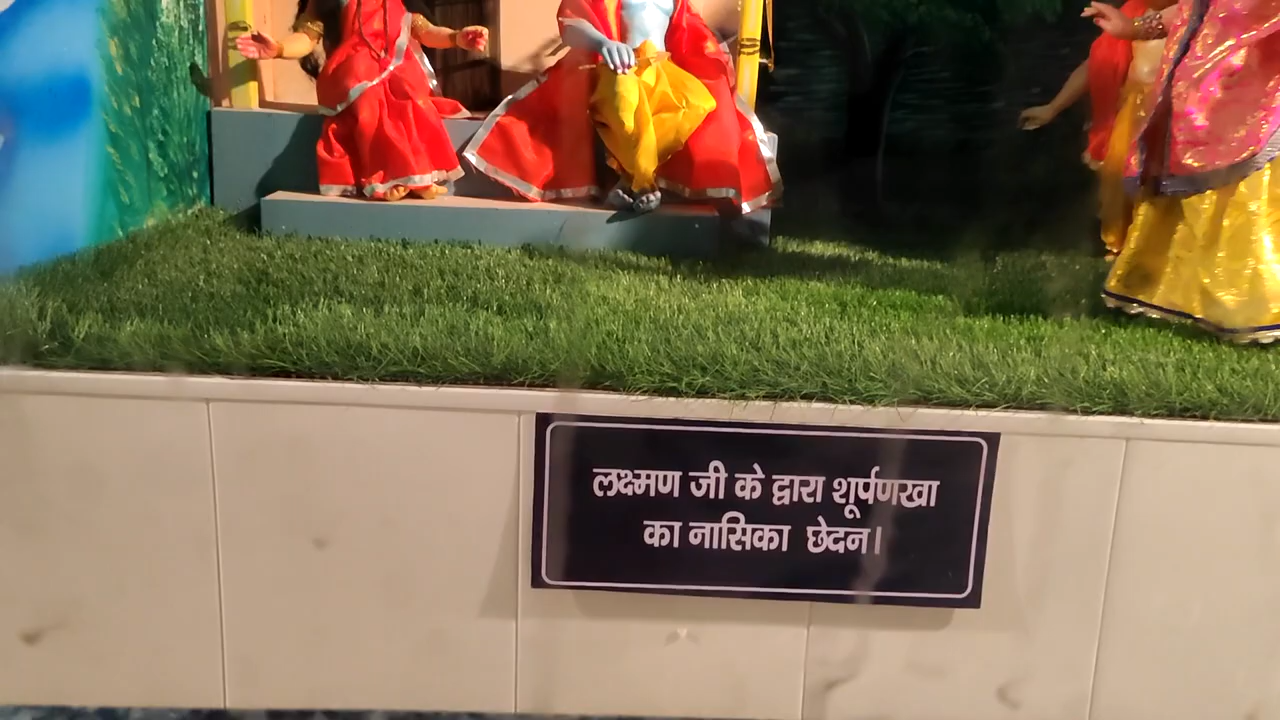 लक्ष्मण जी के द्वारा शूर्पणखा
का नासिका छेदन।